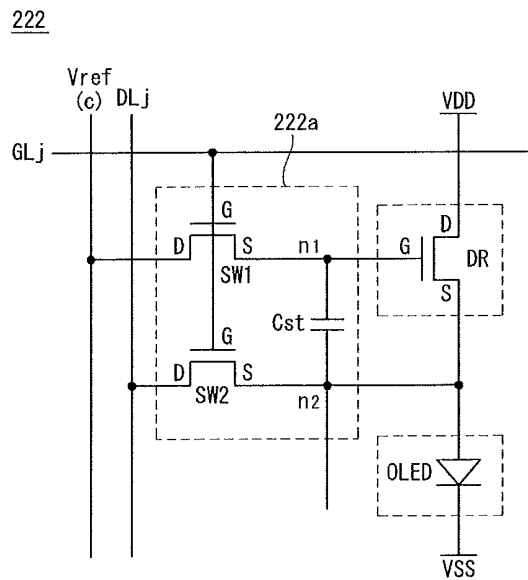 222
Vref
(c)
DLj
VDD
222a
GLj
G
D
S
SW1
n1
G
D
DR
S
Cst
G
D
S
SW2
n2
OLED
VSS